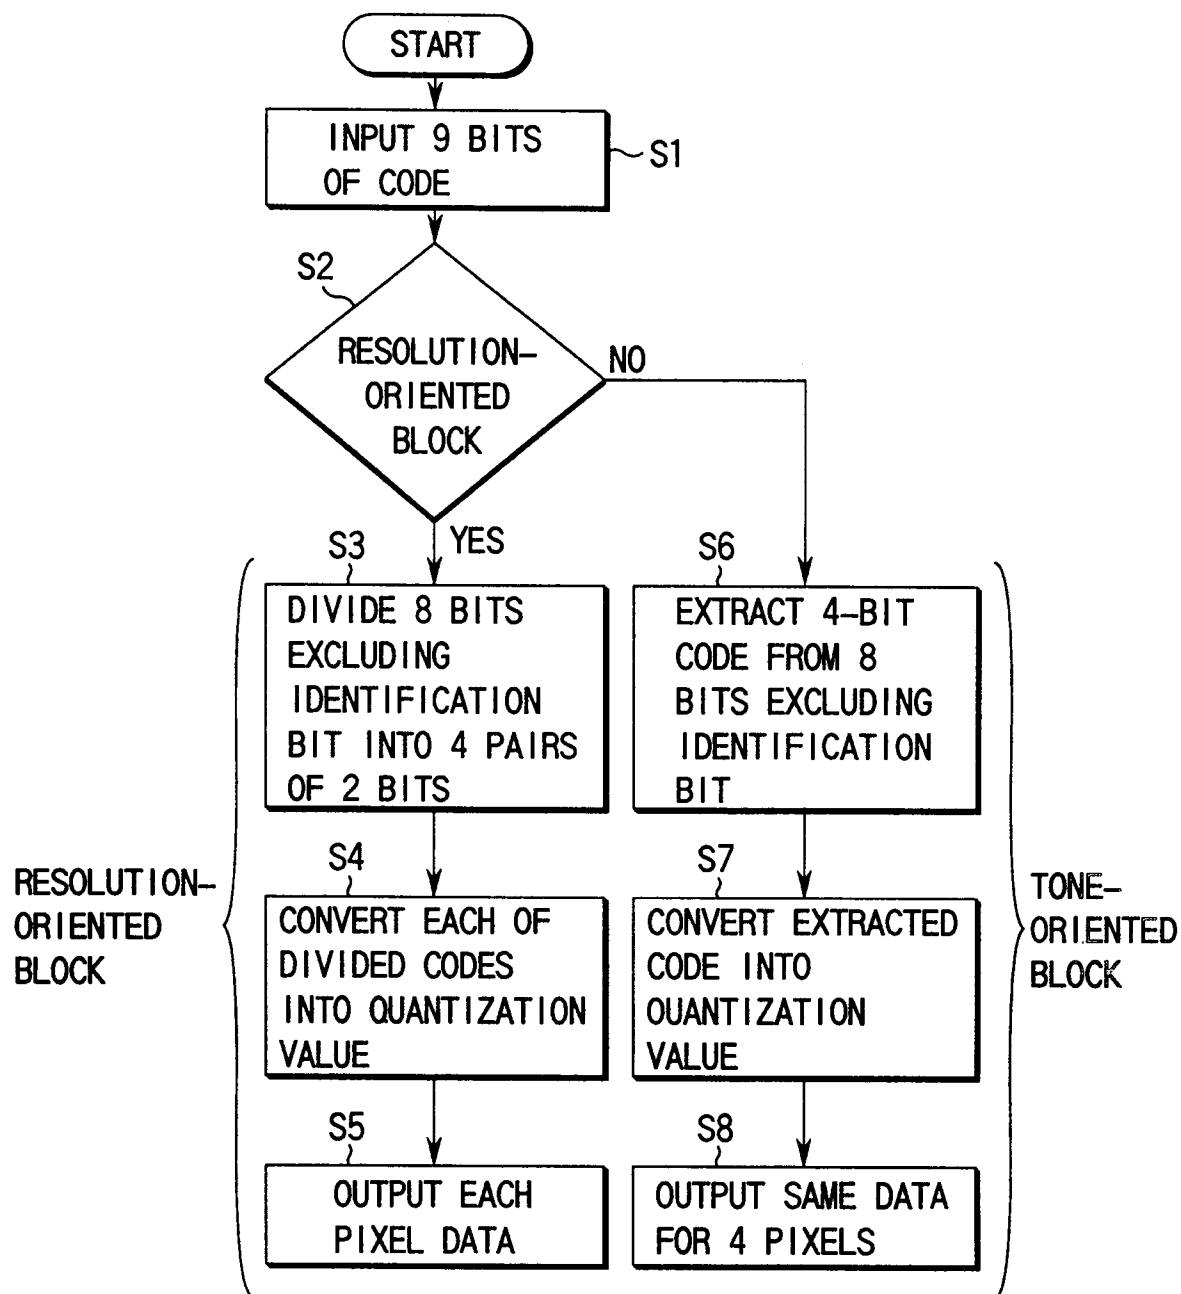 START
INPUT 9 BITS
OF CODE
S1
S2
RESOLUTION-
ORIENTED
BLOCK
NO
YES
S3
DIVIDE 8 BITS
EXCLUDING
IDENTIFICATION
BIT INTO 4 PAIRS
OF 2 BITS
S4
CONVERT EACH OF
DIVIDED CODES
INTO QUANTIZATION
VALUE
S5
OUTPUT EACH
PIXEL DATA
RESOLUTION-
ORIENTED
BLOCK
S6
EXTRACT 4-BIT
CODE FROM 8
BITS EXCLUDING
IDENTIFICATION
BIT
S7
CONVERT EXTRACTED
CODE INTO
OUANTIZATION
VALUE
S8
OUTPUT SAME DATA
FOR 4 PIXELS
TONE-
ORIENTED
BLOCK